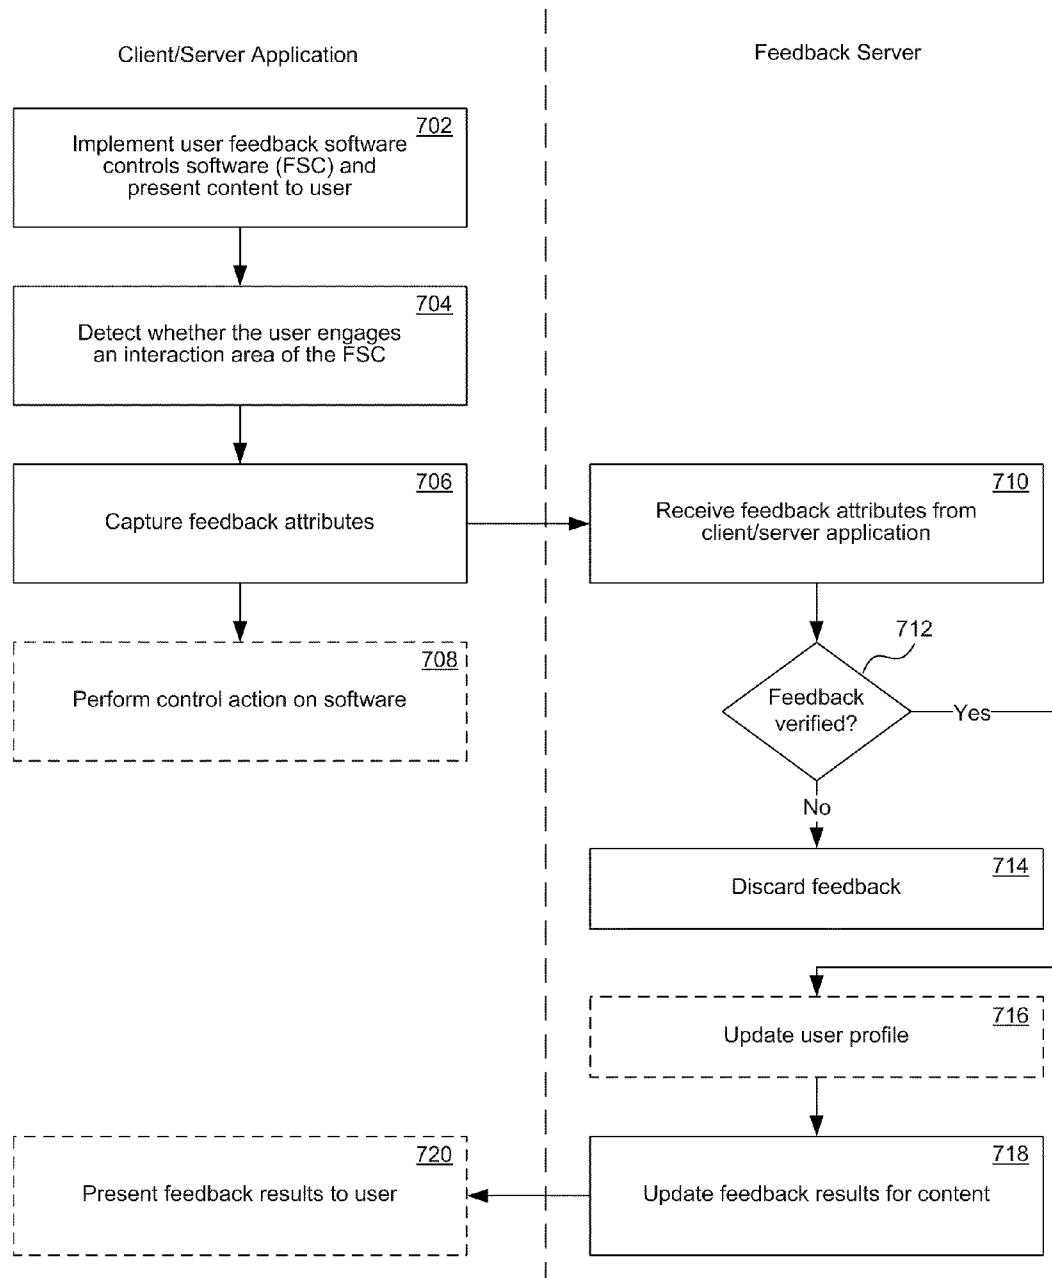 Client/Server Application
Feedback Server
702
Implement user feedback software
controls software (FSC) and
present content to user
704
Detect whether the user engages
an interaction area of the FSC
706
Capture feedback attributes
710
Receive feedback attributes from
client/server application
708
Perform control action on software
712
Feedback
verified?
Yes
No
714
Discard feedback
716
Update user profile
720
Present feedback results to user
718
Update feedback results for content